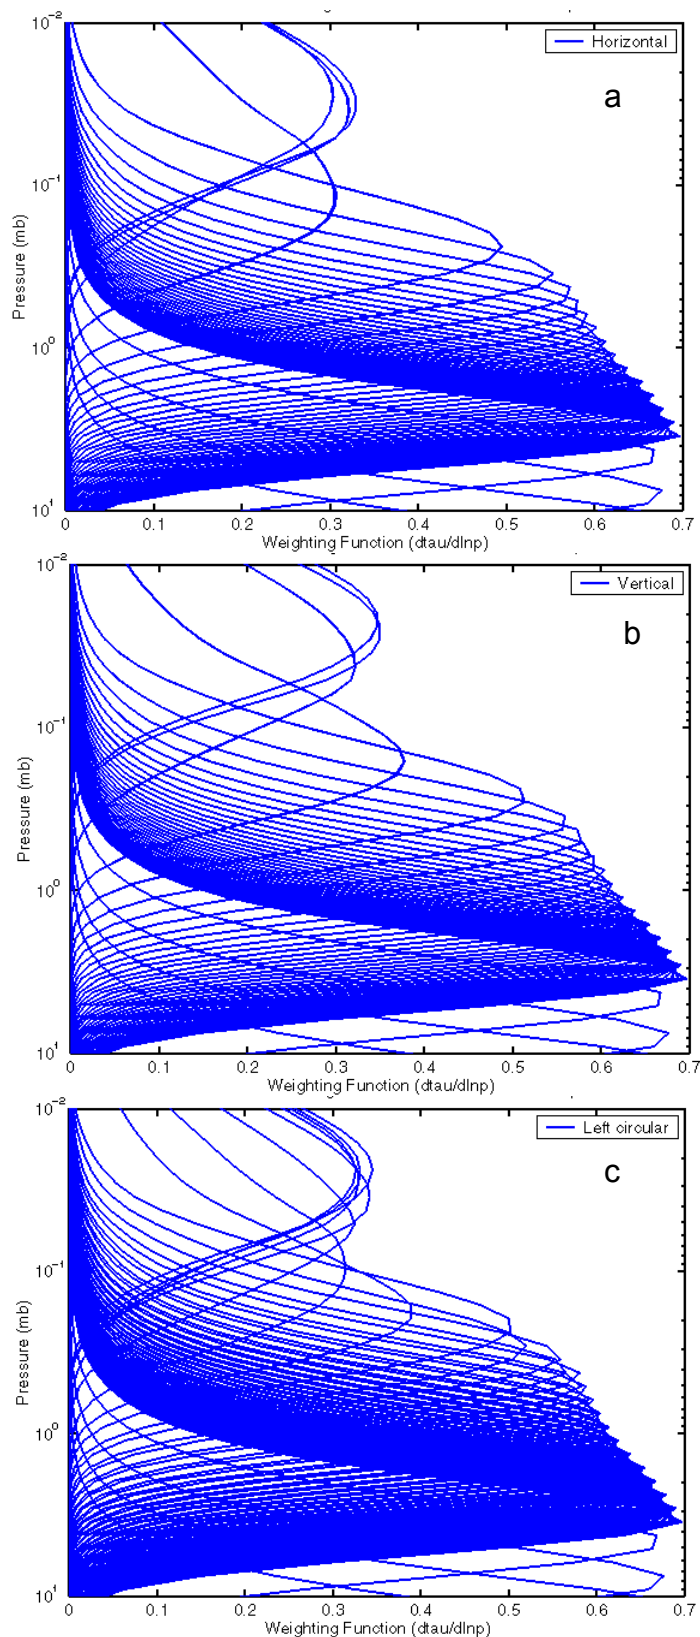 10-2
Horizontal
a
10-1
Pressure (mb)
100
101
0 0.1 0.2 0.3 0.4 0.5 0.6 0.7
Weighting Function (dtau/dlnp)
10-2
Vertical
b
10-1
Pressure (mb)
100
101
0 0.1 0.2 0.3 0.4 0.5 0.6 0.7
Weighting Function (dtau/dlnp)
10-2
Left circular
c
10-1
Pressure (mb)
100
101
0 0.1 0.2 0.3 0.4 0.5 0.6 0.7
Weighting Function (dtau/dlnp)